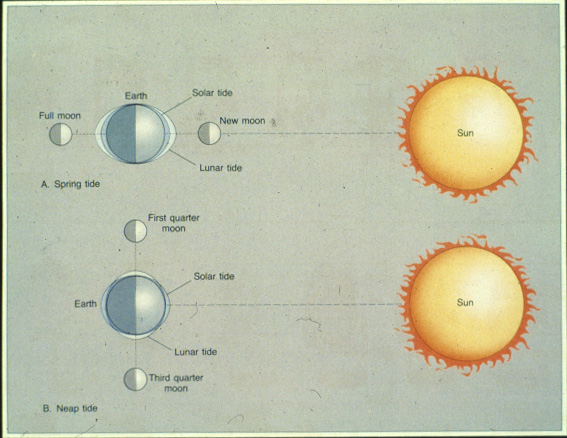 Earth
Solar tide
Full moon
New moon
Sun
Lunar tide
A. Spring tide
First quarter
moon
Solar tide
Earth
Sun
Lunar tide
Third quarter
moon
B. Neap tide